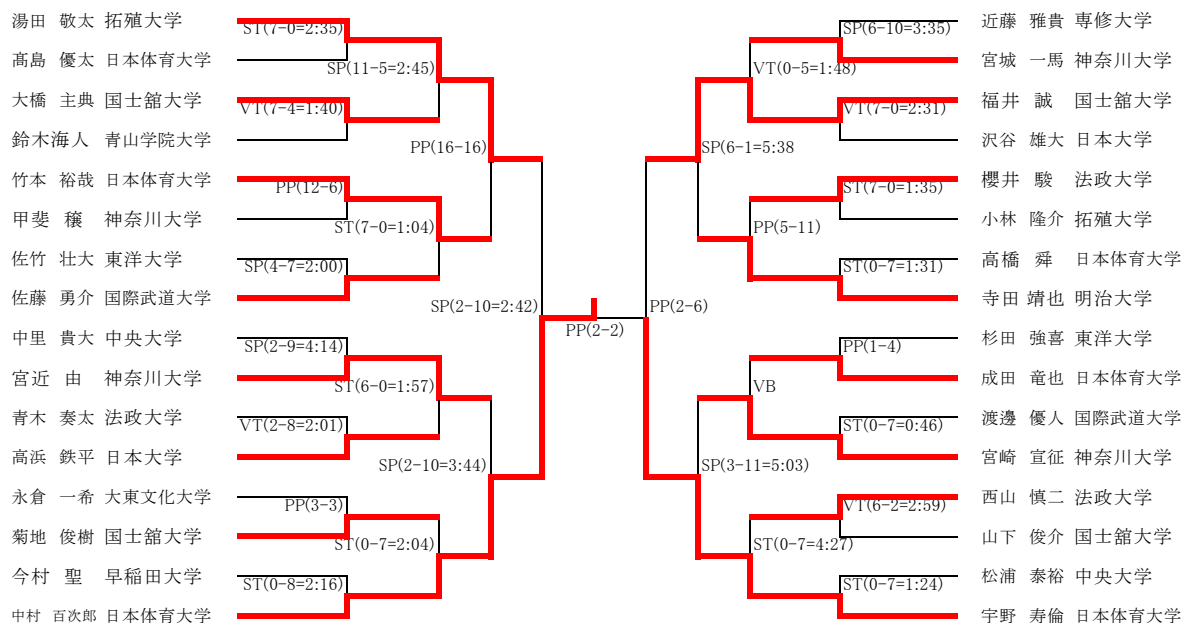 湯田 敬太 拓殖大学
ST(7-0=2:35)
髙島 優太 日本体育大学
SP(11-5=2:45)
大橋 主典 国士舘大学
VT(7-4=1:40)
鈴木海人 青山学院大学
PP(16-16)
竹本 裕哉 日本体育大学
PP(12-6)
甲斐 穣 神奈川大学
ST(7-0=1:04)
佐竹 壮大 東洋大学
SP(4-7=2:00)
佐藤 勇介 国際武道大学
SP(2-10=2:42)
中里 貴大 中央大学
SP(2-9=4:14)
宮近 由 神奈川大学
ST(6-0=1:57)
青木 奏太 法政大学
VT(2-8=2:01)
高浜 鉄平 日本大学
SP(2-10=3:44)
永倉 一希 大東文化大学
PP(3-3)
菊地 俊樹 国士舘大学
ST(0-7=2:04)
今村 聖 早稲田大学
ST(0-8=2:16)
中村 百次郎 日本体育大学
PP(2-2)
近藤 雅貴 専修大学
SP(6-10=3:35)
宮城 一馬 神奈川大学
VT(0-5=1:48)
福井 誠 国士舘大学
VT(7-0=2:31)
沢谷 雄大 日本大学
SP(6-1=5:38
櫻井 駿 法政大学
ST(7-0=1:35)
小林 隆介 拓殖大学
PP(5-11)
高橋 舜 日本体育大学
ST(0-7=1:31)
寺田 靖也 明治大学
PP(2-6)
杉田 強喜 東洋大学
PP(1-4)
成田 竜也 日本体育大学
VB
渡邊 優人 国際武道大学
ST(0-7=0:46)
宮崎 宣征 神奈川大学
SP(3-11=5:03)
西山 慎二 法政大学
VT(6-2=2:59)
山下 俊介 国士舘大学
ST(0-7=4:27)
松浦 泰裕 中央大学
ST(0-7=1:24)
宇野 寿倫 日本体育大学